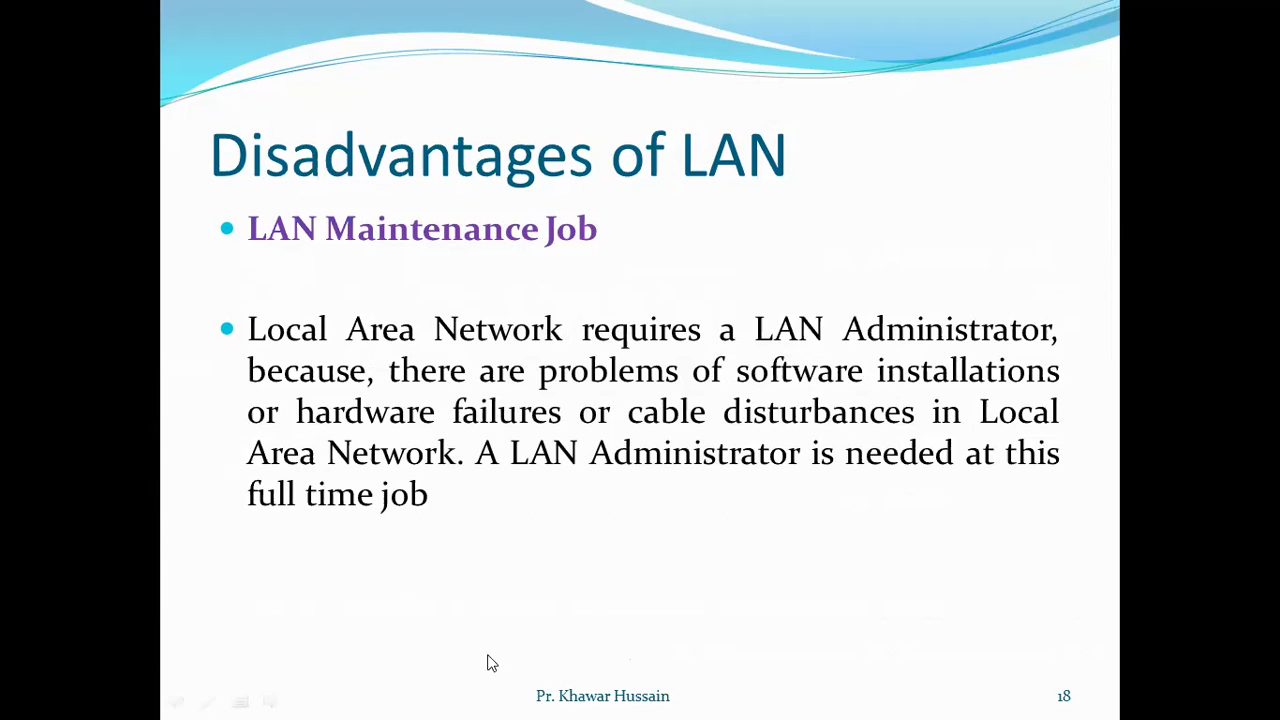 Disadvantages of LAN
LAN Maintenance Job
Local Area Network requires a LAN Administrator,
because, there are problems of software installations
or hardware failures or cable disturbances in Local
Area Network. A LAN Administrator is needed at this
full time job
Pr. Khawar Hussain
18